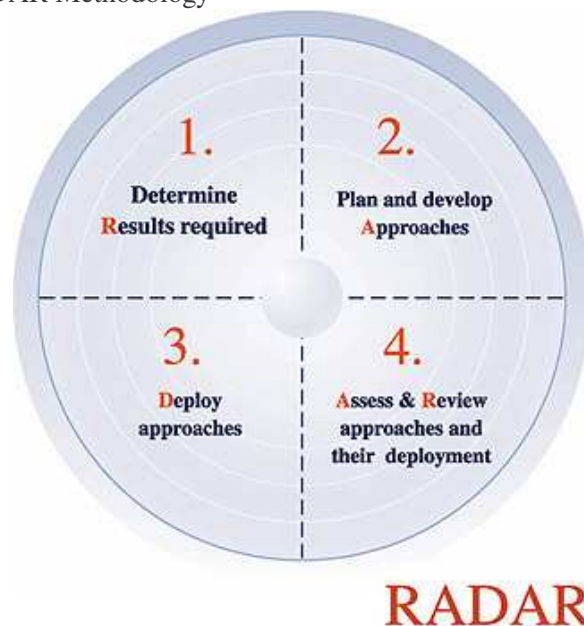 Methodology
1.
Determine
Results required
2.
Plan and develop
Approaches
3.
Deploy
approaches
4.
Assess & Review
approaches and
their deployment
RADAR